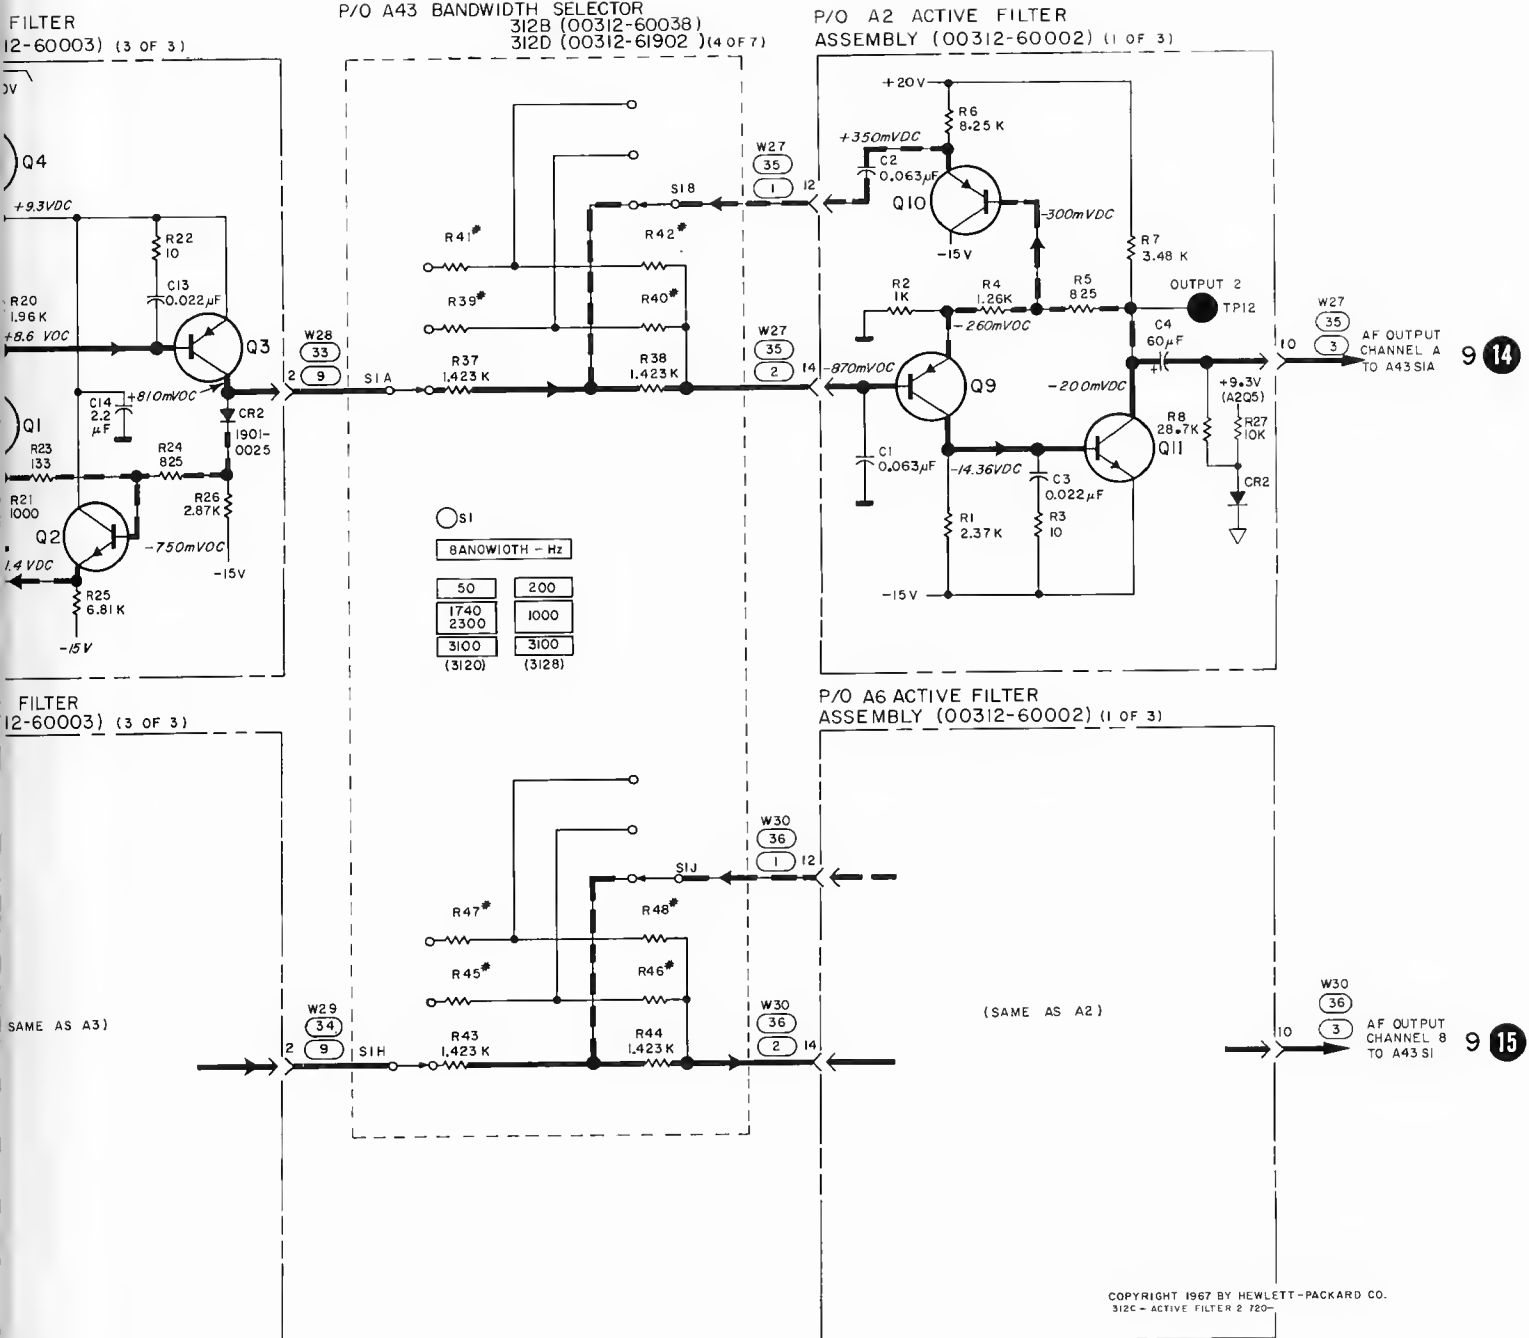 FILTER
12-60003) (3 OF 3)
P/O A43 BANDWIDTH SELECTOR
312B (00312-60038)
312D (00312-61902 )(4 OF 7)
P/O A2 ACTIVE FILTER
ASSEMBLY (00312-60002) (1 OF 3)
Q4
+9.3VDC
R22
10
C13
0.022µF
R20
1.96 K
+8.6 VOC
Q3
+810mVOC
C14
2.2
µF
CR2
1901-
0025
Q1
R23
133
R24
825
R21
1000
R26
2.87K
Q2
-750mVOC
-15V
1.4 VDC
R25
6.81 K
-15 V
W28
33
9
2
S1A
R41#
R42#
R39#
R40#
R37
1.423 K
R38
1.423 K
S1B
W27
35
1
12
W27
35
2
14
S1
BANOWIOTH - Hz
50
200
1740
2300
1000
3100
3100
(3120)
(3128)
+20V
R6
8.25 K
+350mVDC
C2
0.063µF
Q10
-300mVDC
-15V
R7
3.48 K
R2
1K
R4
1.26K
R5
825
OUTPUT 2
TP12
-260mVOC
C4
60µF
-870mVOC
Q9
-200mVDC
+9.3V
(A2Q5)
R8
28.7K
R27
10K
Q11
C1
0.063µF
-14.36VDC
C3
0.022µF
CR2
R1
2.37 K
R3
10
-15V
10
W27
35
3
AF OUTPUT
CHANNEL A
TO A43S1A
9 14
FILTER
12-60003) (3 OF 3)
P/O A6 ACTIVE FILTER
ASSEMBLY (00312-60002) (1 OF 3)
SAME AS A3)
2
W29
34
9
S1H
R47#
R48#
R45#
R46#
R43
1.423 K
R44
1.423 K
S1J
W30
36
1
12
W30
36
2
14
(SAME AS A2)
10
W30
36
3
AF OUTPUT
CHANNEL 8
TO A43 S1
9 15
COPYRIGHT 1967 BY HEWLETT-PACKARD CO.
312C - ACTIVE FILTER 2 720-